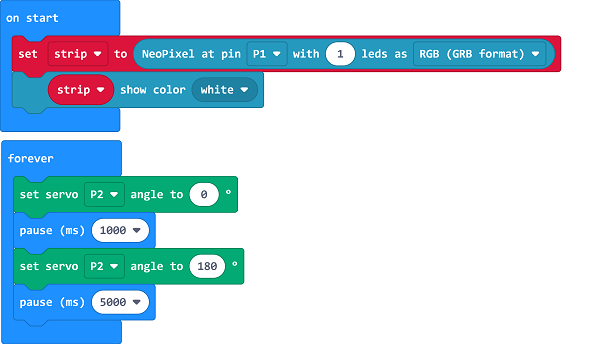 on start
set strip to NeoPixel at pin P1 with 1 leds as RGB (GRB format)
strip show color white
forever
set servo P2 angle to 0 °
pause (ms) 1000
set servo P2 angle to 180 °
pause (ms) 5000